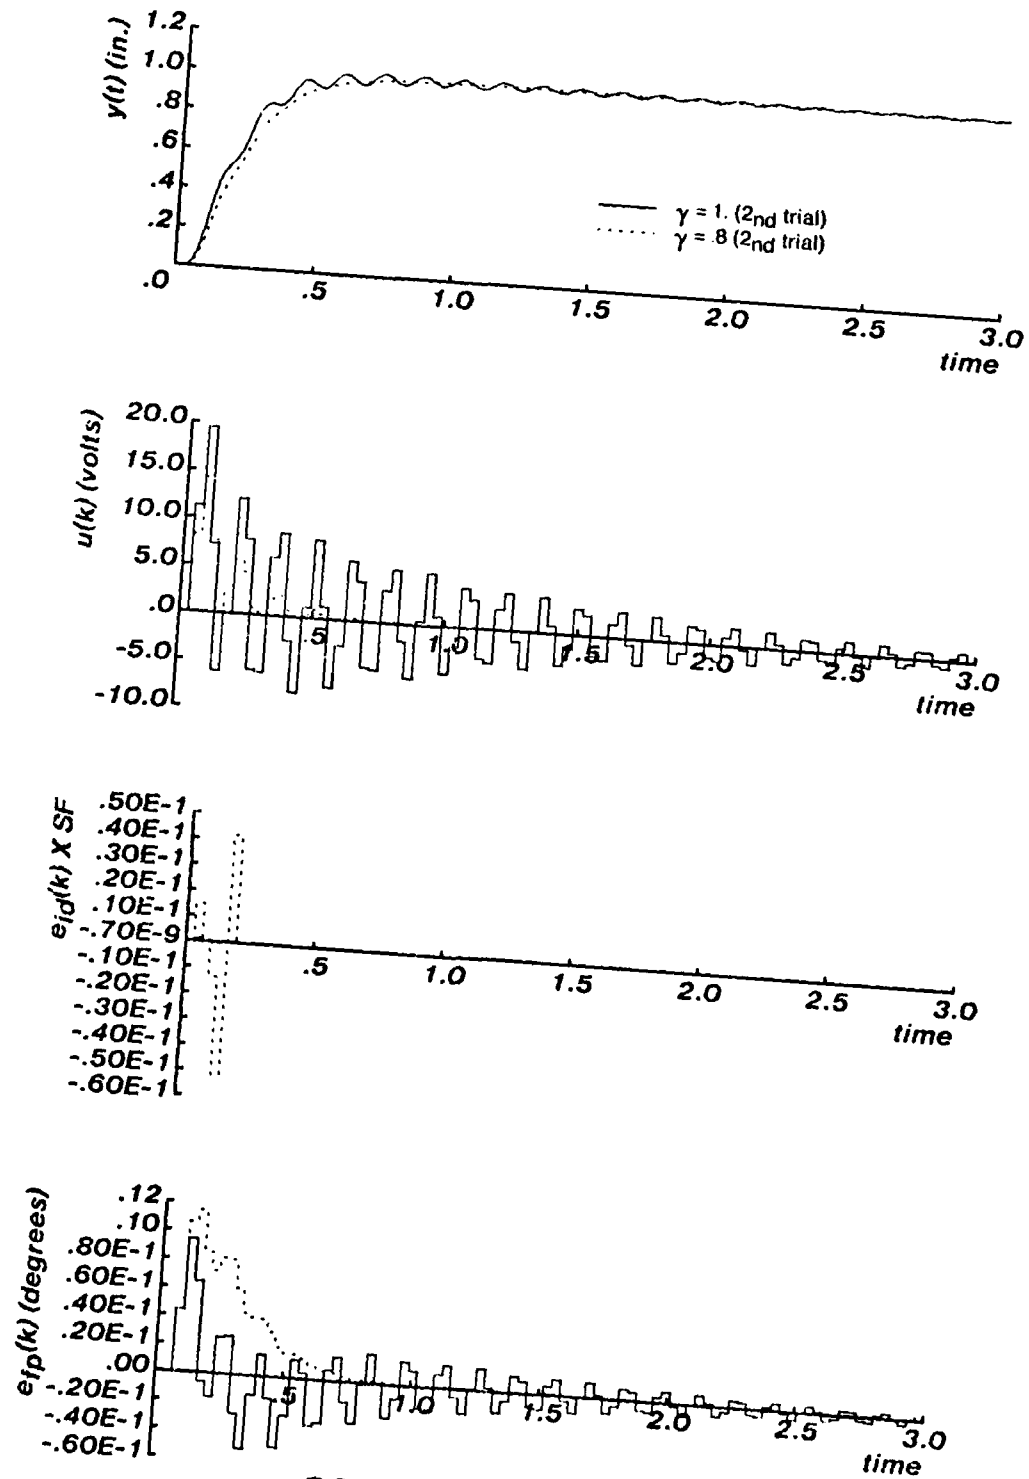 y(t) (in.)
1.2
1.0
.8
.6
.4
.2
.0
.5
1.0
1.5
2.0
2.5
3.0
time
γ = 1. (2nd trial)
γ = .8 (2nd trial)
u(k) (volts)
20.0
15.0
10.0
5.0
.0
-5.0
-10.0
.5
1.0
1.5
2.0
2.5
3.0
time
eid(k) X SF
.50E-1
.40E-1
.30E-1
.20E-1
.10E-1
-.70E-9
-.10E-1
-.20E-1
-.30E-1
-.40E-1
-.50E-1
-.60E-1
.5
1.0
1.5
2.0
2.5
3.0
time
efp(k) (degrees)
.12
.10
.80E-1
.60E-1
.40E-1
.20E-1
.00
-.20E-1
-.40E-1
-.60E-1
.5
1.0
1.5
2.0
2.5
3.0
time